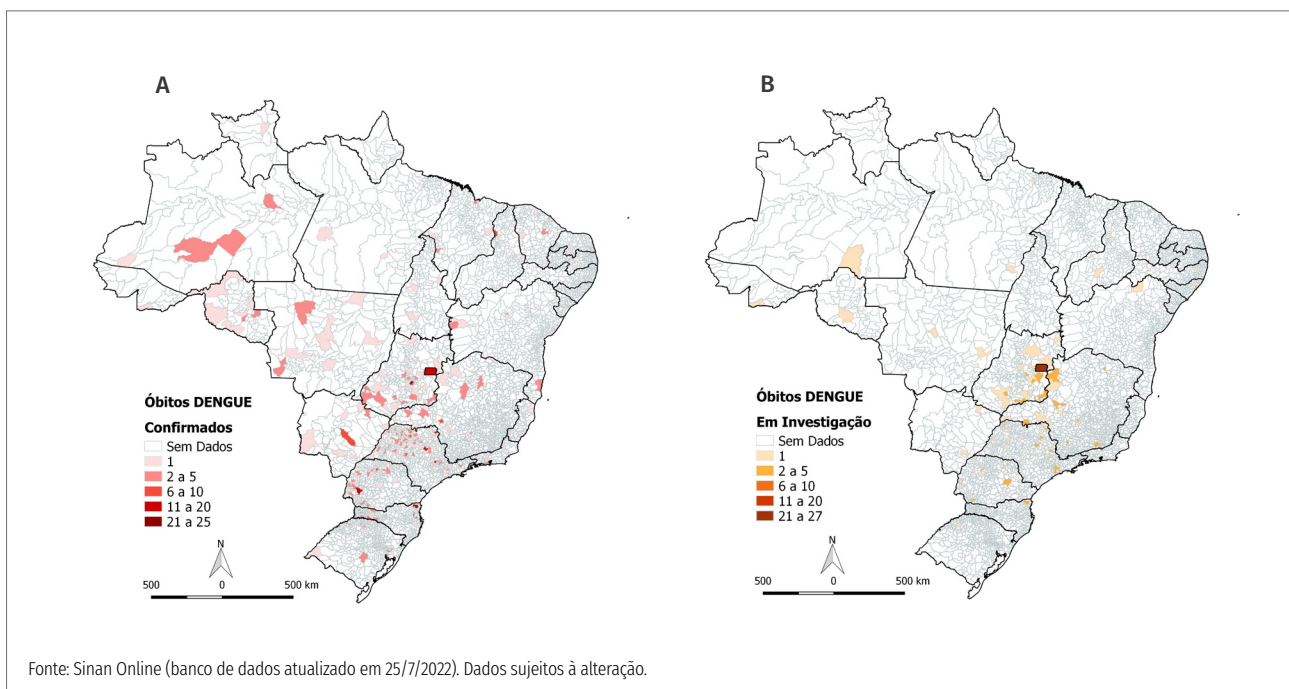 A
B
Óbitos DENGUE
Confirmados
Sem Dados
1
2 a 5
6 a 10
11 a 20
21 a 25
N
500 0 500 km
Óbitos DENGUE
Em Investigação
Sem Dados
1
2 a 5
6 a 10
11 a 20
21 a 27
N
500 0 500 km
Fonte: Sinan Online (banco de dados atualizado em 25/7/2022). Dados sujeitos à alteração.